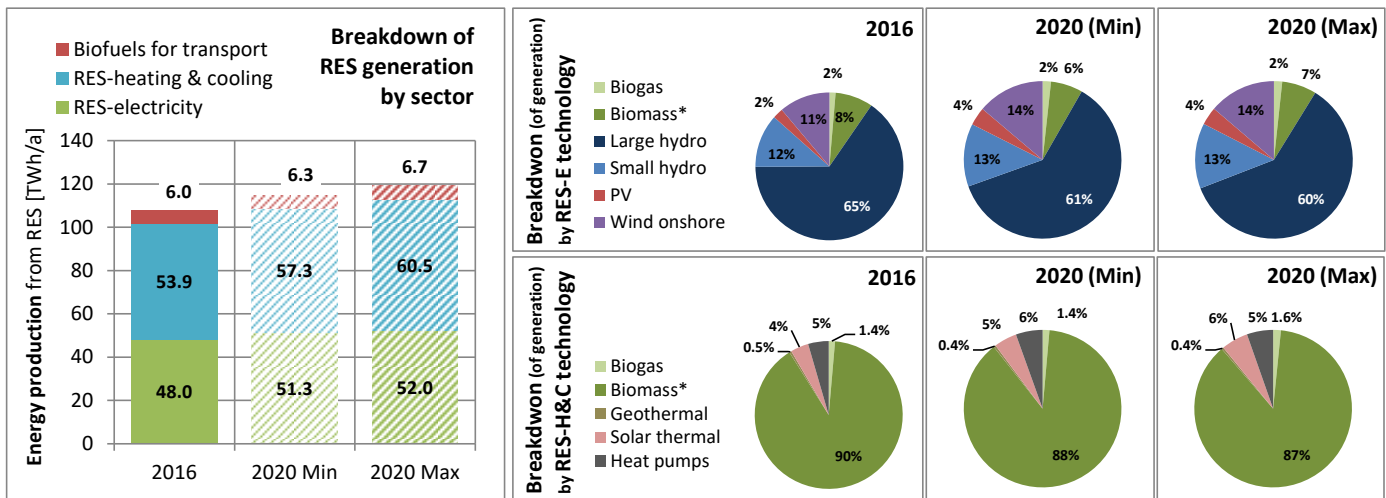 Breakdown of
RES generation
by sector
Biofuels for transport
RES-heating & cooling
RES-electricity
Energy production from RES [TWh/a]
140
120
100
80
60
40
20
0
6.0
6.3
6.7
53.9
57.3
60.5
48.0
51.3
52.0
2016
2020 Min
2020 Max
Breakdwon (of generation)
by RES-E technology
Biogas
Biomass*
Large hydro
Small hydro
PV
Wind onshore
2016
2%
8%
65%
12%
2%
11%
2020 (Min)
2%
6%
61%
13%
4%
14%
2020 (Max)
2%
7%
60%
13%
4%
14%
Breakdwon (of generation)
by RES-H&C technology
Biogas
Biomass*
Geothermal
Solar thermal
Heat pumps
2016
1.4%
90%
0.5%
4%
5%
2020 (Min)
1.4%
88%
0.4%
5%
6%
2020 (Max)
1.6%
87%
0.4%
6%
5%